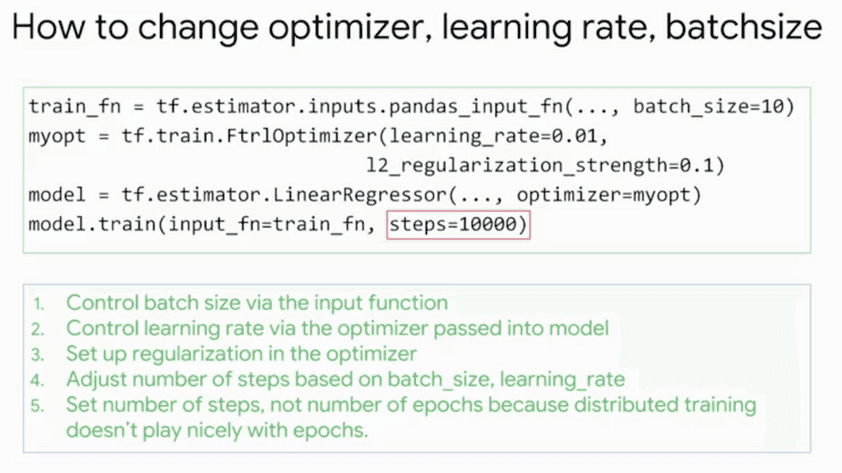 How to change optimizer, learning rate, batchsize
train_fn = tf.estimator.inputs.pandas_input_fn(..., batch_size=10)
myopt = tf.train.FtrlOptimizer(learning_rate=0.01,
l2_regularization_strength=0.1)
model = tf.estimator.LinearRegressor(..., optimizer=myopt)
model.train(input_fn=train_fn, steps=10000)
1. Control batch size via the input function
2. Control learning rate via the optimizer passed into model
3. Set up regularization in the optimizer
4. Adjust number of steps based on batch_size, learning_rate
5. Set number of steps, not number of epochs because distributed training
doesn't play nicely with epochs.